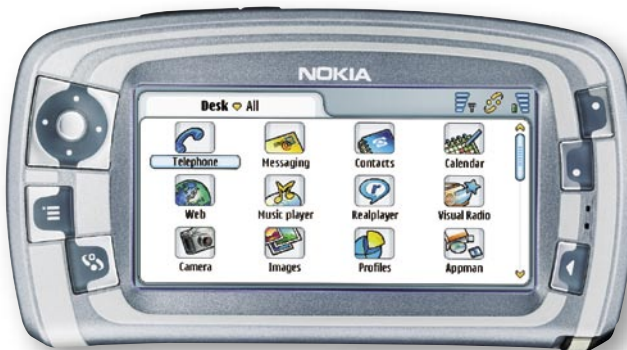 NOKIA
Desk All
Telephone Messaging Contacts Calendar
Web Music player Realplayer Visual Radio
Camera Images Profiles Appman